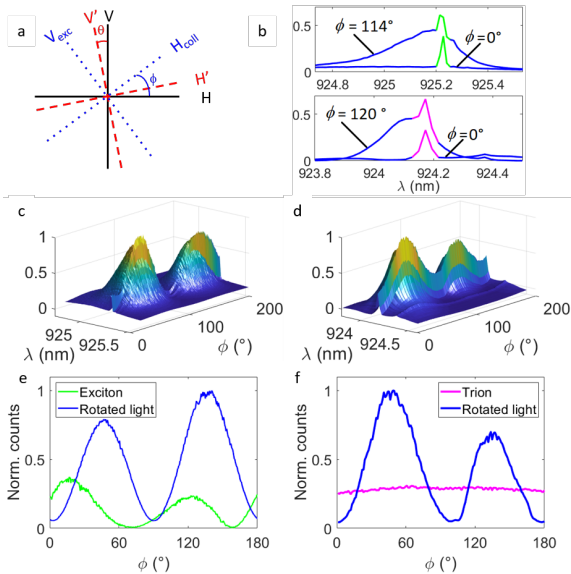 a
V
V'
θ
V_exc
H_coll
ϕ
H'
H
b
0.5
0
ϕ = 114°
ϕ=0°
924.8 925 925.2 925.4
0.5
0
ϕ = 120 °
ϕ=0°
923.8 924 924.2 924.4
λ (nm)
c
1
0.5
0
925
925.5
λ (nm)
0
100
200
ϕ (°)
d
1
0.5
0
924
924.5
λ (nm)
0
100
200
ϕ (°)
e
Norm. counts
1
0.5
0
Exciton
Rotated light
0 60 120 180
ϕ (°)
f
Norm. counts
1
0.5
0
Trion
Rotated light
0 60 120 180
ϕ (°)